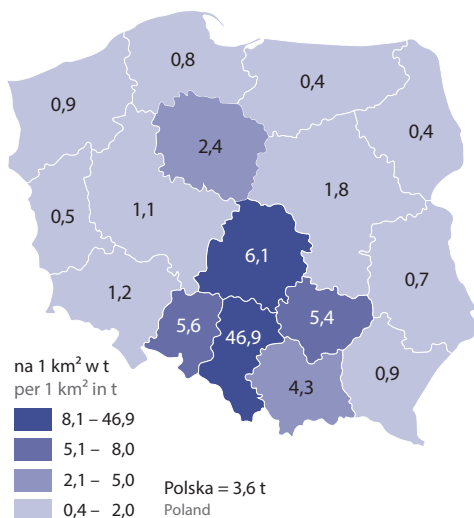 0,8
0,4
0,9
0,4
2,4
1,8
1,1
0,5
6,1
0,7
1,2
5,6
46,9
5,4
4,3
0,9
na 1 km² w t
per 1 km² in t
8,1 – 46,9
5,1 – 8,0
2,1 – 5,0
0,4 – 2,0
Polska = 3,6 t
Poland